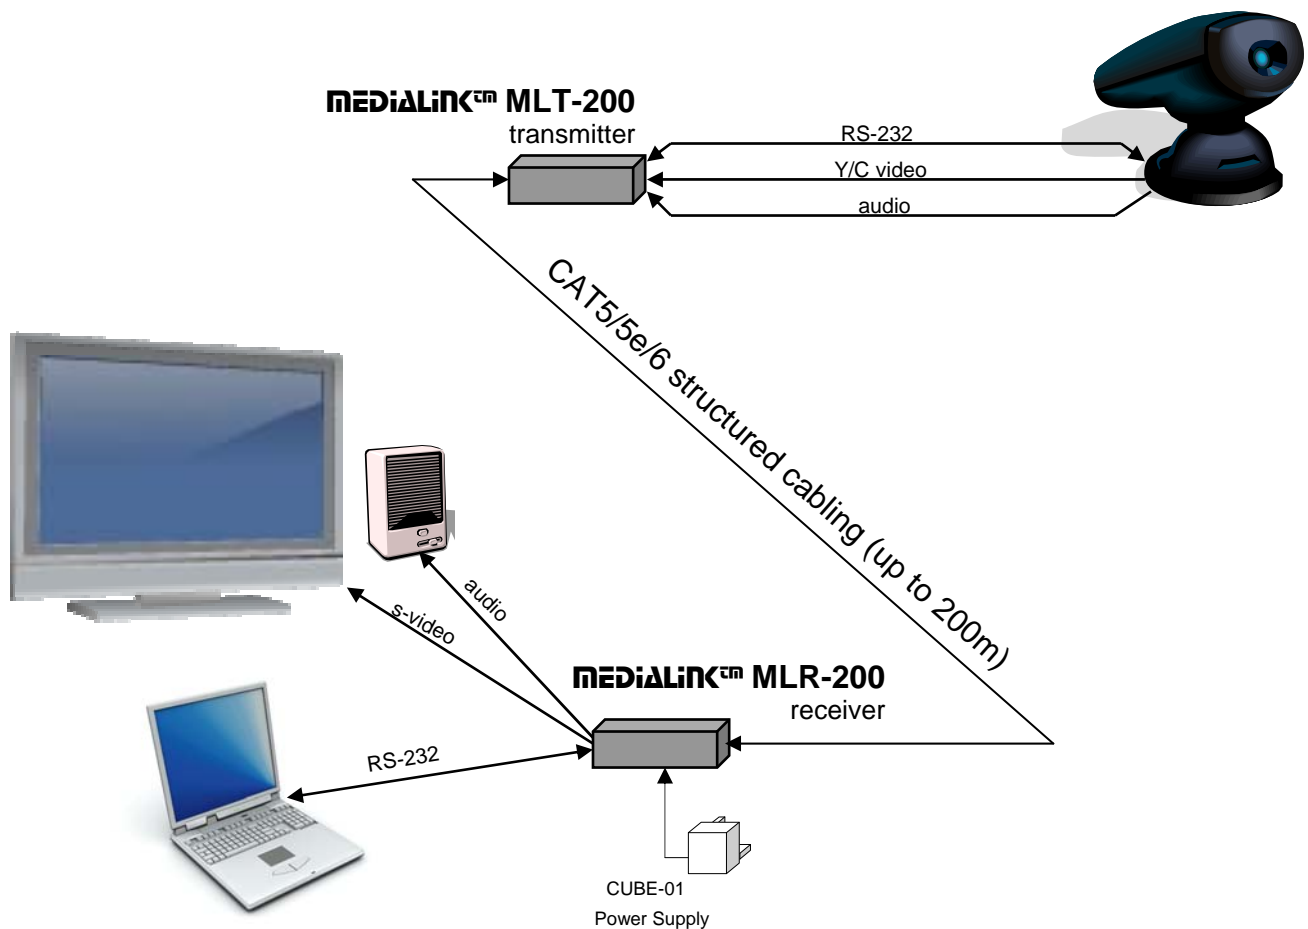 MEDiALiNK™ MLT-200
transmitter
RS-232
Y/C video
audio
CAT5/5e/6 structured cabling (up to 200m)
audio
s-video
MEDiALiNK™ MLR-200
receiver
RS-232
CUBE-01
Power Supply